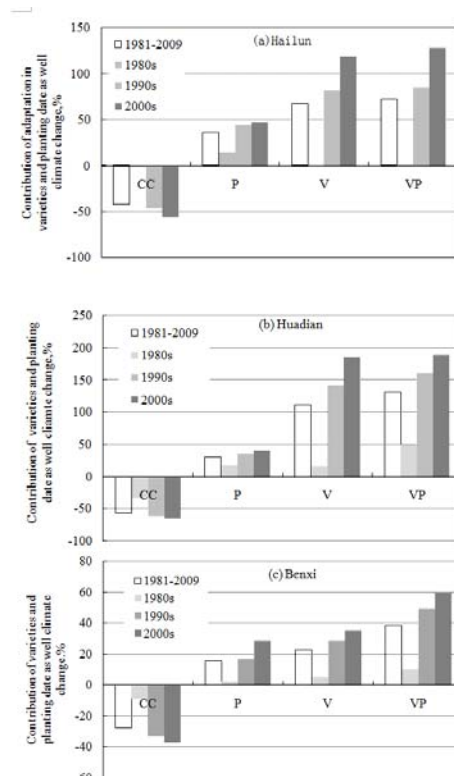 (a)Hailun
150
100
50
0
-50
-100
1981-2009
1980s
1990s
2000s
CC
P
V
VP
Contribution of adaptation in
varieties and planting date as well
climate change,%
(b) Huadian
250
200
150
100
50
0
-50
-100
1981-2009
1980s
1990s
2000s
CC
P
V
VP
Contribution of varieties and planting
date as well cliamte change,%
(c) Benxi
80
60
40
20
0
-20
-40
-60
1981-2009
1980s
1990s
2000s
CC
P
V
VP
Contribution of varieties and
planting date as well climate
change.%